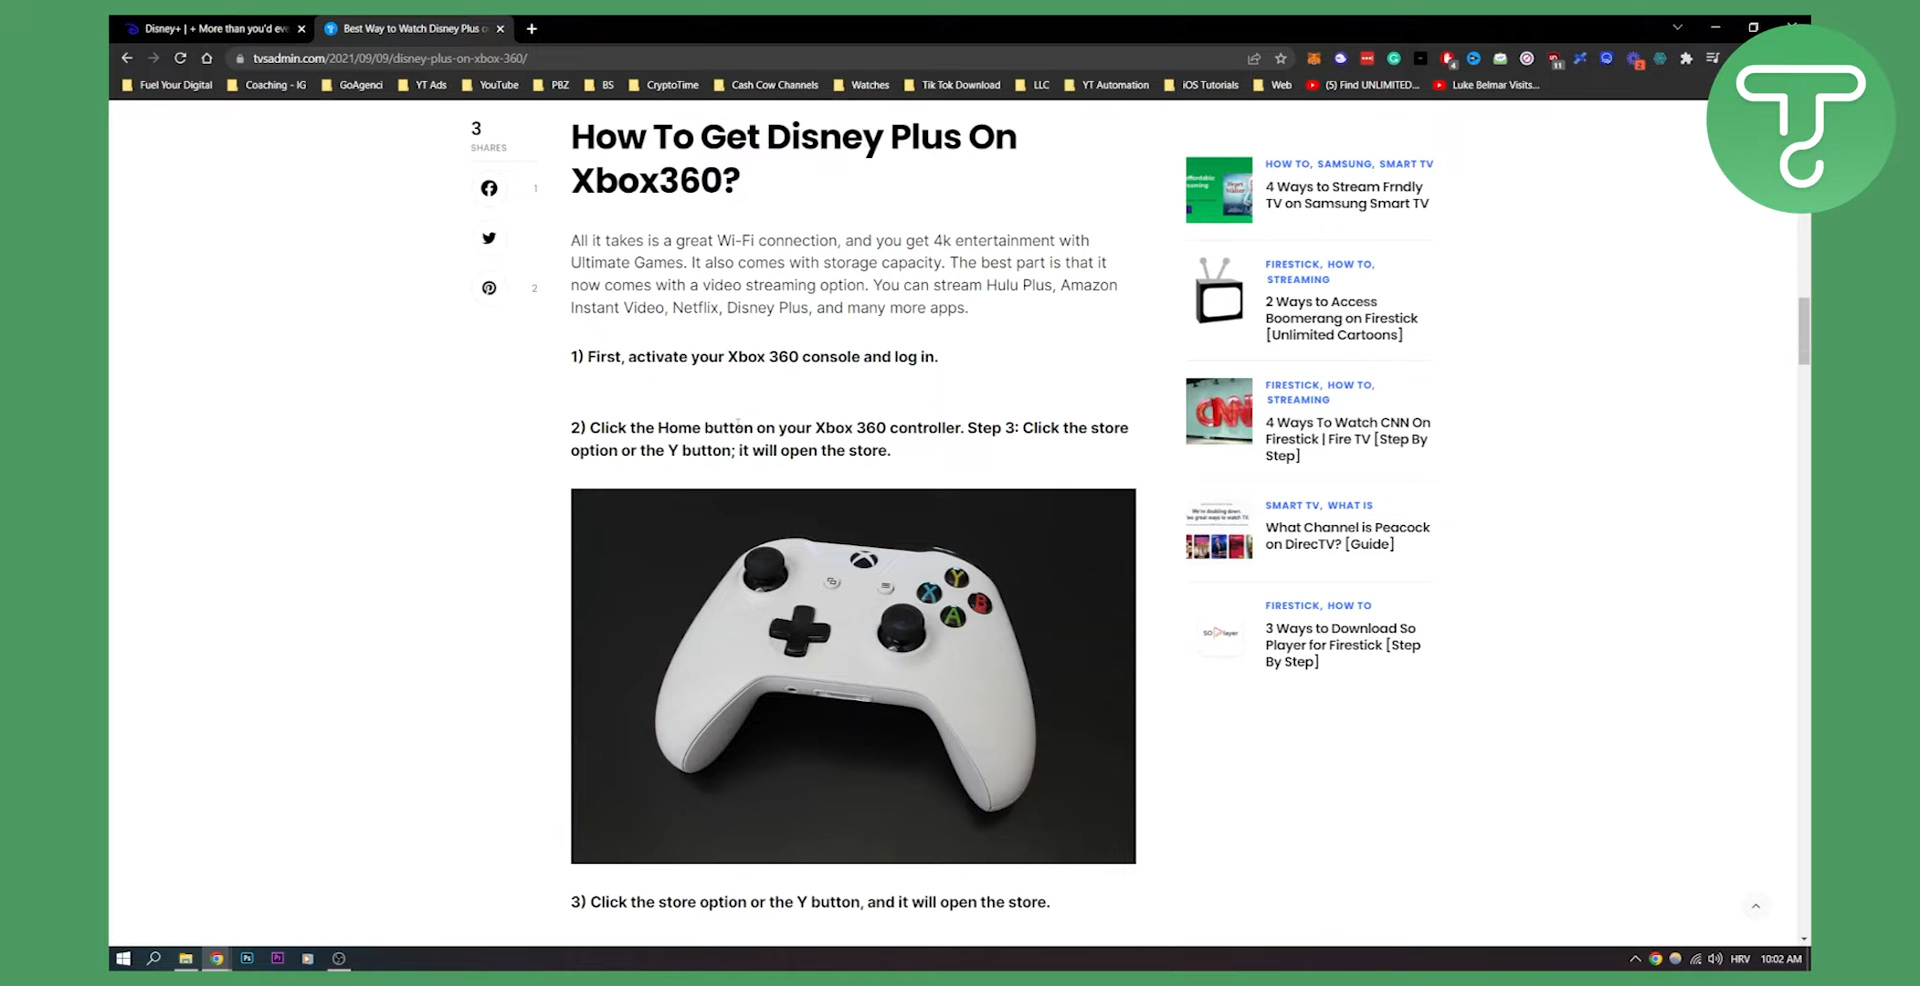 Disney+ | + More than you'd eve
Best Way to Watch Disney Plus o
tvsadmin.com/2021/09/09/disney-plus-on-xbox-360/
Fuel Your Digital
Coaching - IG
GoAgenci
YT Ads
YouTube
PBZ
BS
CryptoTime
Cash Cow Channels
Watches
Tik Tok Download
LLC
YT Automation
iOS Tutorials
Web
(5) Find UNLIMITED...
Luke Belmar Visits...
3
SHARES
1
2
How To Get Disney Plus On
Xbox360?
All it takes is a great Wi-Fi connection, and you get 4k entertainment with
Ultimate Games. It also comes with storage capacity. The best part is that it
now comes with a video streaming option. You can stream Hulu Plus, Amazon
Instant Video, Netflix, Disney Plus, and many more apps.
1) First, activate your Xbox 360 console and log in.
2) Click the Home button on your Xbox 360 controller. Step 3: Click the store
option or the Y button; it will open the store.
Y
X
B
A
3) Click the store option or the Y button, and it will open the store.
HOW TO, SAMSUNG, SMART TV
4 Ways to Stream Frndly
TV on Samsung Smart TV
FIRESTICK, HOW TO,
STREAMING
2 Ways to Access
Boomerang on Firestick
[Unlimited Cartoons]
CNN
FIRESTICK, HOW TO,
STREAMING
4 Ways To Watch CNN On
Firestick | Fire TV [Step By
Step]
SMART TV, WHAT IS
What Channel is Peacock
on DirecTV? [Guide]
FIRESTICK, HOW TO
3 Ways to Download So
Player for Firestick [Step
By Step]
HRV
10:02 AM